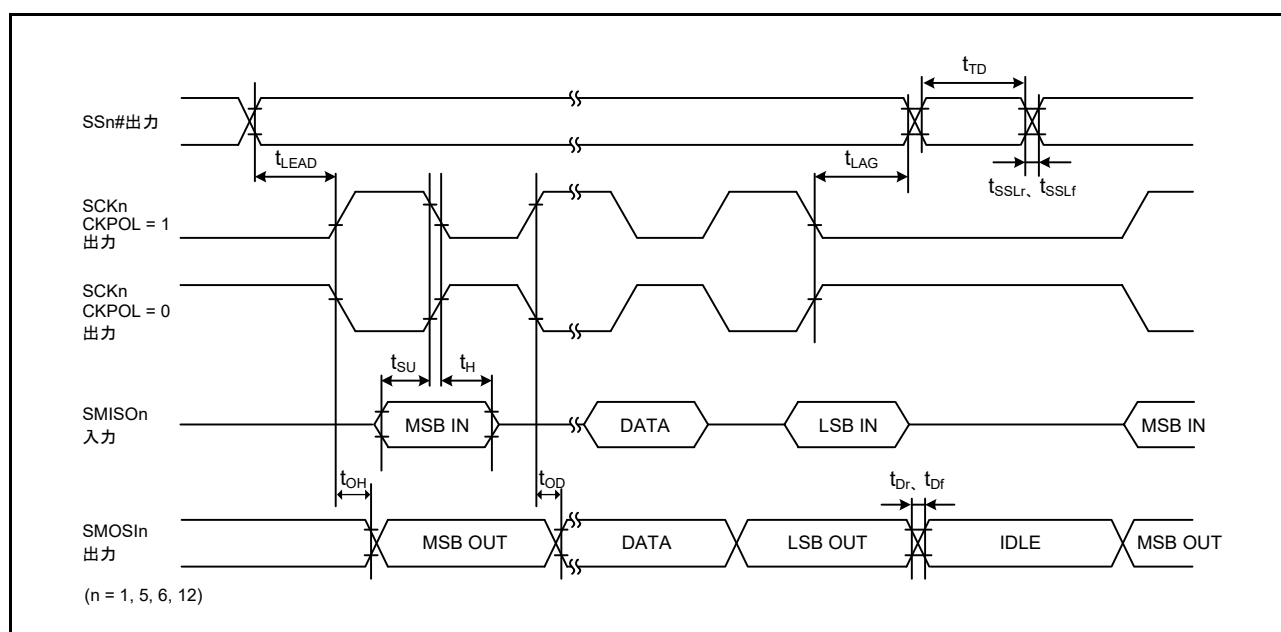 tTD
SSn#出力
tLEAD
tLAG
tSSLr、tSSLf
SCKn
CKPOL = 1
出力
SCKn
CKPOL = 0
出力
tSU
tH
SMISOn
入力
MSB IN
DATA
LSB IN
MSB IN
tOH
tOD
tDr、tDf
SMOSIn
出力
MSB OUT
DATA
LSB OUT
IDLE
MSB OUT
(n = 1, 5, 6, 12)